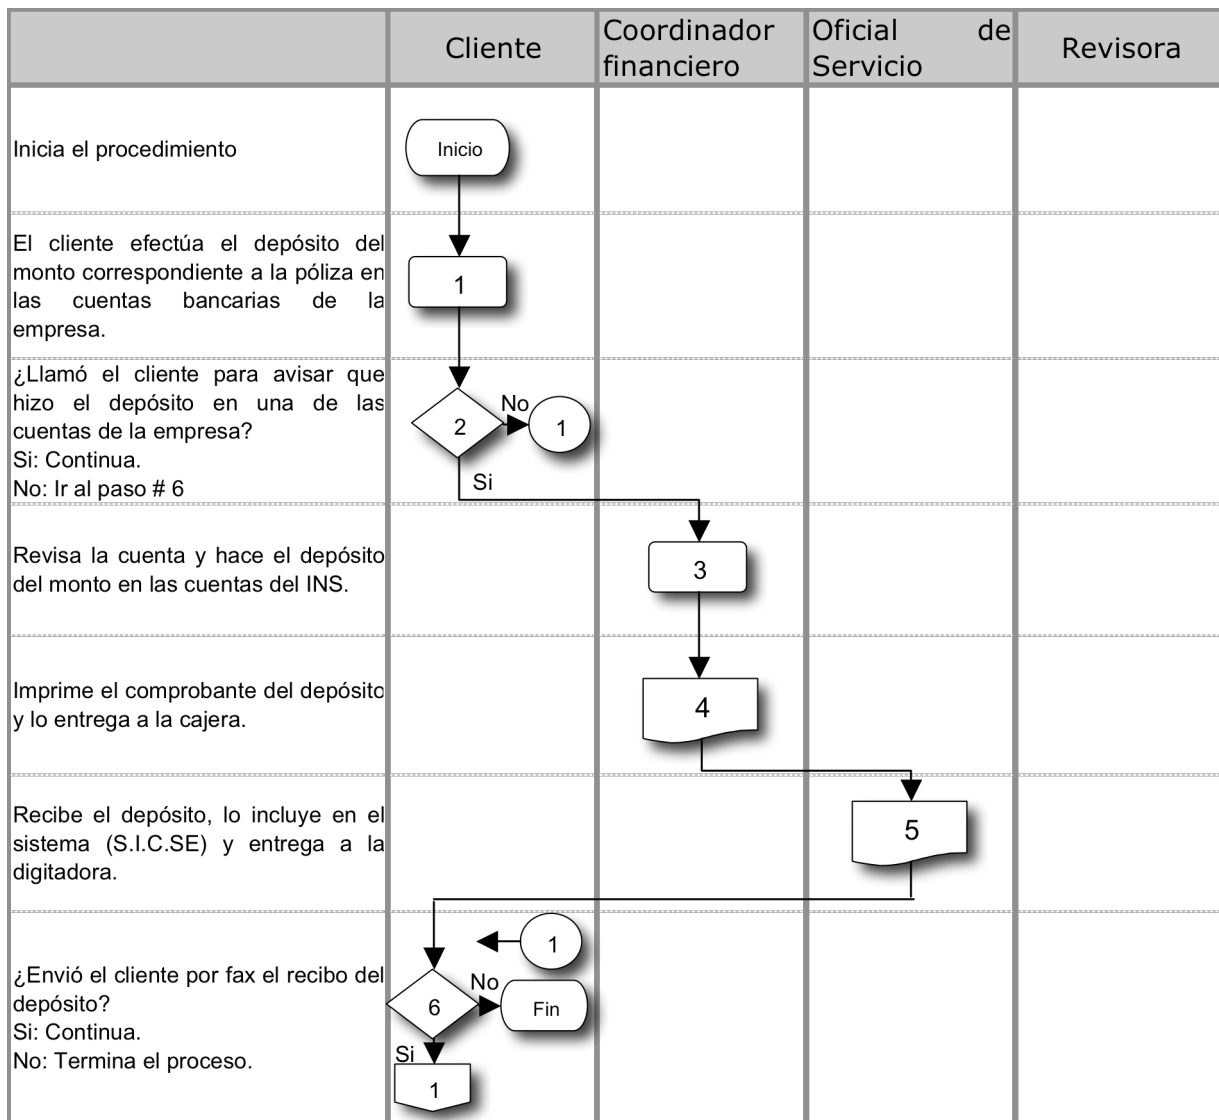 Cliente
Coordinador
financiero
Oficial de
Servicio
Revisora
Inicia el procedimiento
Inicio
El cliente efectúa el depósito del
monto correspondiente a la póliza en
las cuentas bancarias de la
empresa.
1
¿Llamó el cliente para avisar que
hizo el depósito en una de las
cuentas de la empresa?
Si: Continua.
No: Ir al paso # 6
2
No
1
Si
Revisa la cuenta y hace el depósito
del monto en las cuentas del INS.
3
Imprime el comprobante del depósito
y lo entrega a la cajera.
4
Recibe el depósito, lo incluye en el
sistema (S.I.C.SE) y entrega a la
digitadora.
5
¿Envió el cliente por fax el recibo del
depósito?
Si: Continua.
No: Termina el proceso.
1
6
No
Fin
Si
1